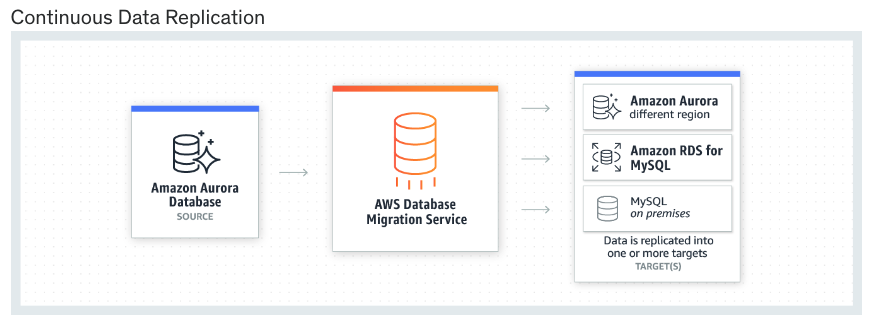 Continuous Data Replication
Amazon Aurora
Database
SOURCE
AWS Database
Migration Service
Amazon Aurora
different region
Amazon RDS for
MySQL
MySQL
on premises
Data is replicated into
one or more targets
TARGET(S)